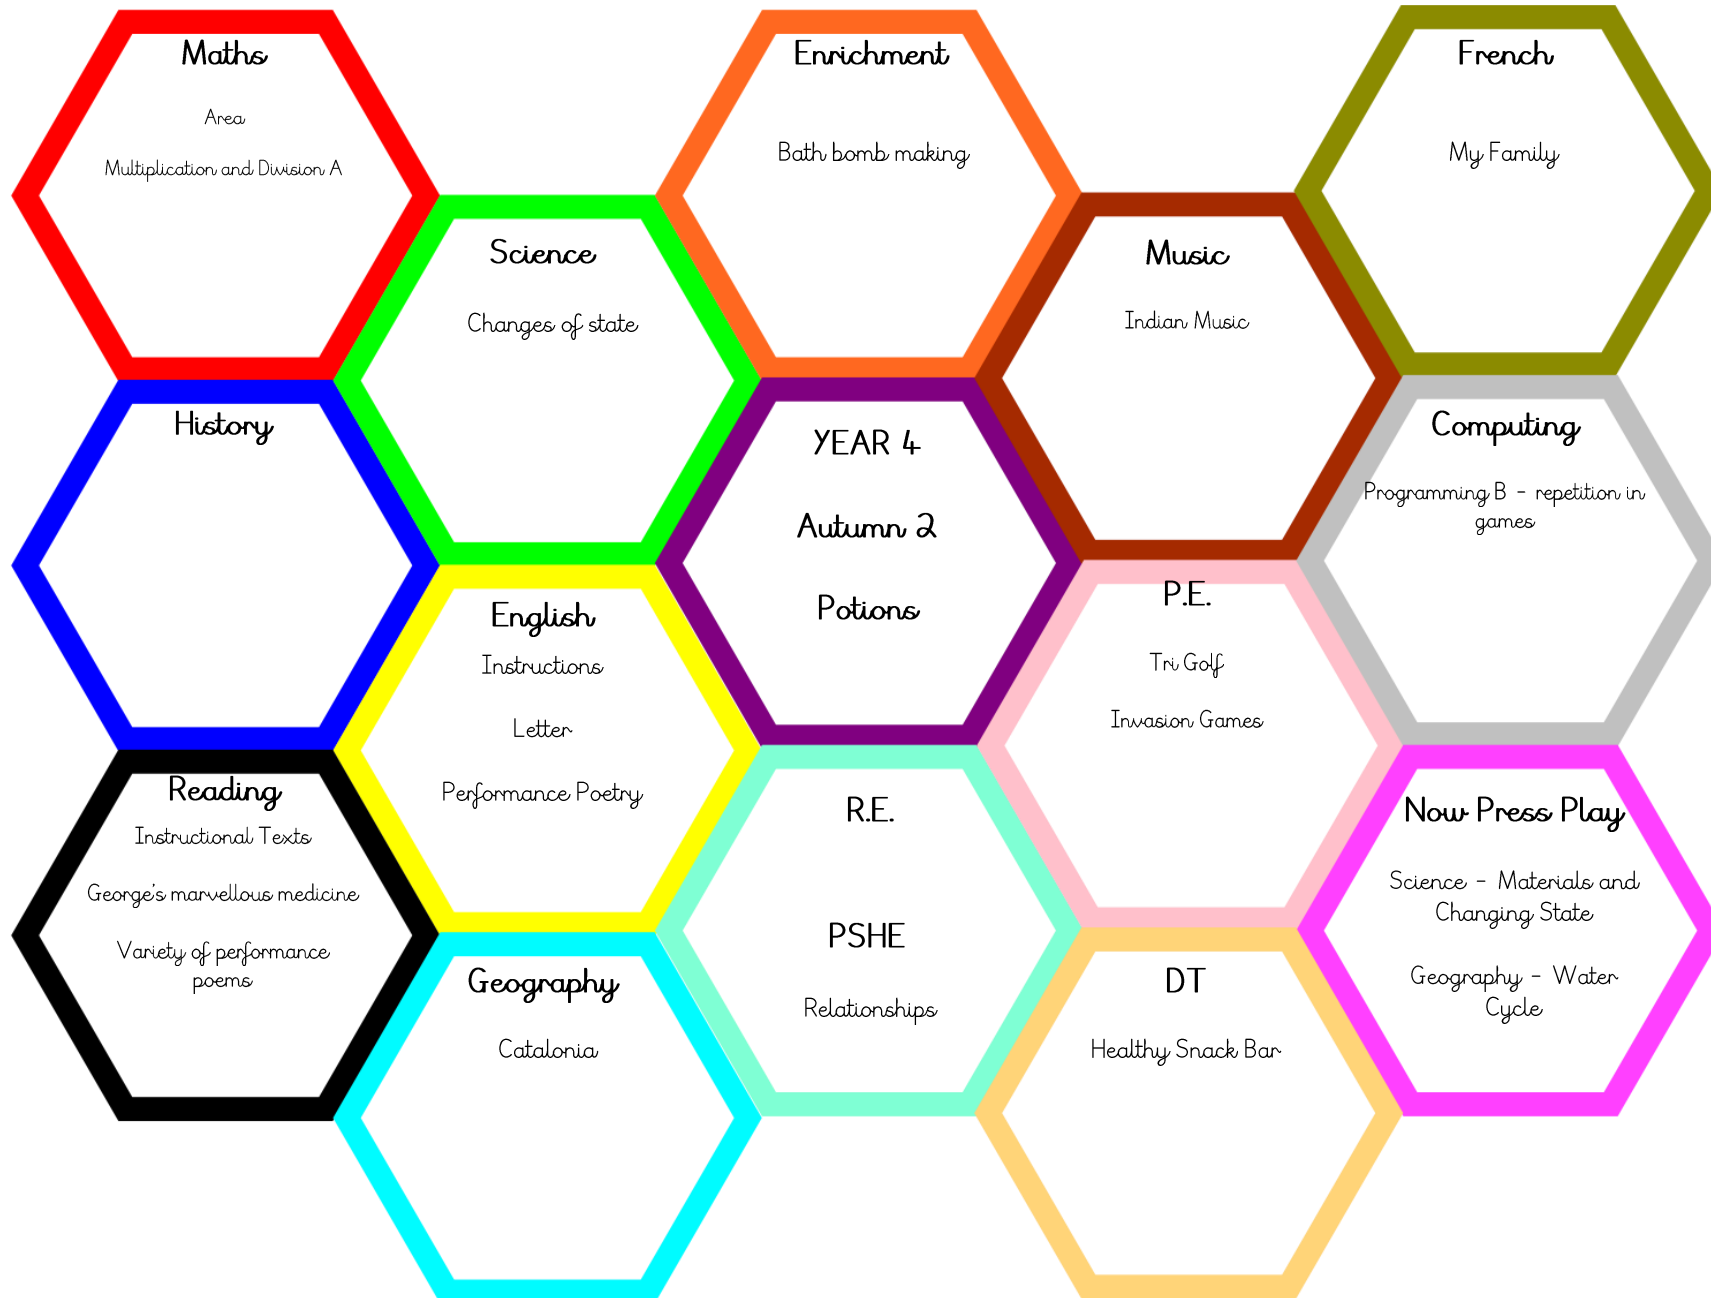 Maths
Area
Multiplication and Division A
Enrichment
Bath bomb making
French
My Family
Science
Changes of state
Music
Indian Music
History
YEAR 4
Autumn 2
Potions
Computing
Programming B - repetition in
games
English
Instructions
Letter
Performance Poetry
P.E.
Tri Golf
Invasion Games
Reading
Instructional Texts
George's marvellous medicine
Variety of performance
poems
R.E.
PSHE
Relationships
Now Press Play
Science - Materials and
Changing State
Geography - Water
Cycle
Geography
Catalonia
DT
Healthy Snack Bar